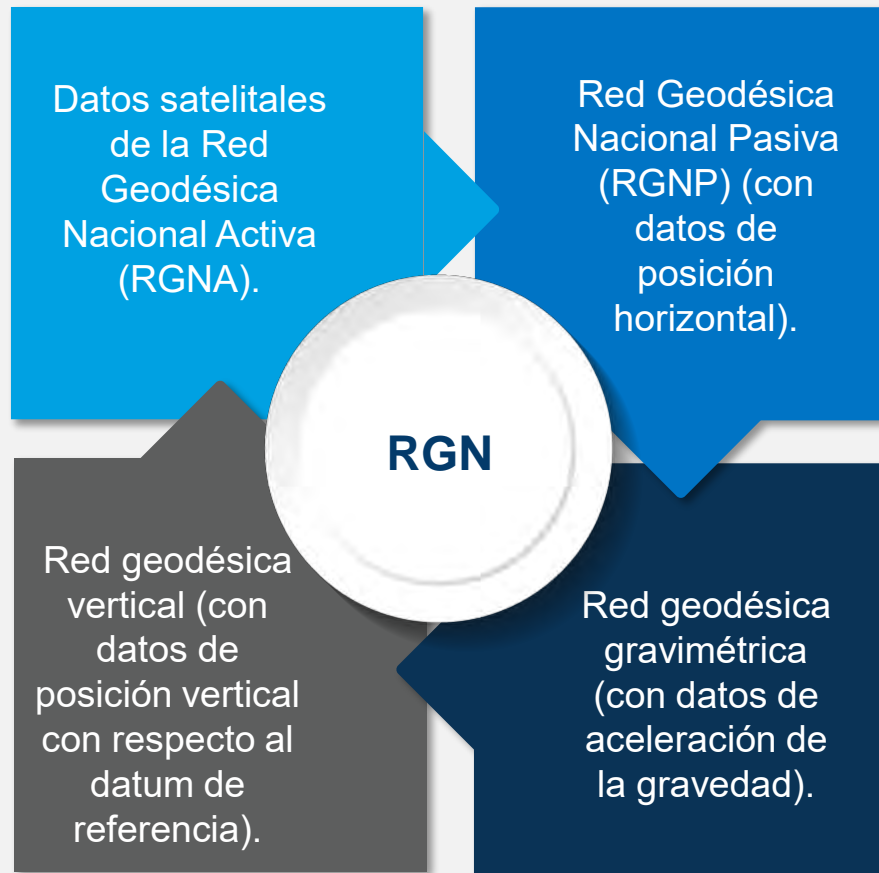 Datos satelitales
de la Red
Geodésica
Nacional Activa
(RGNA).
Red Geodésica
Nacional Pasiva
(RGNP) (con
datos de
posición
horizontal).
RGN
Red geodésica
vertical (con
datos de
posición vertical
con respecto al
datum de
referencia).
Red geodésica
gravimétrica
(con datos de
aceleración de
la gravedad).